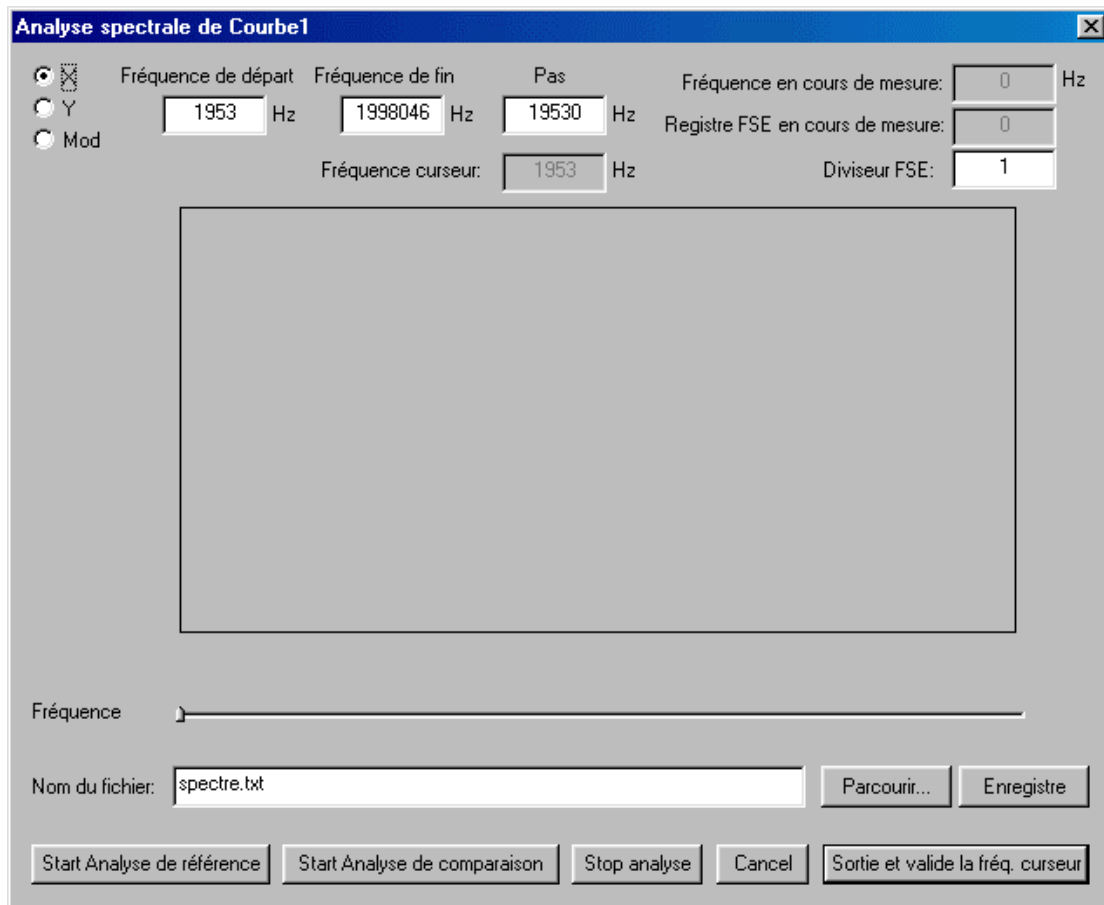 Analyse spectrale de Courbe1
X
Y
Mod
Fréquence de départ
1953 Hz
Fréquence de fin
1998046 Hz
Pas
19530 Hz
Fréquence curseur: 1953 Hz
Fréquence en cours de mesure: 0 Hz
Registre FSE en cours de mesure: 0
Diviseur FSE: 1
Fréquence
Nom du fichier: spectre.txt Parcourir... Enregistre
Start Analyse de référence Start Analyse de comparaison Stop analyse Cancel Sortie et valide la fréq. curseur